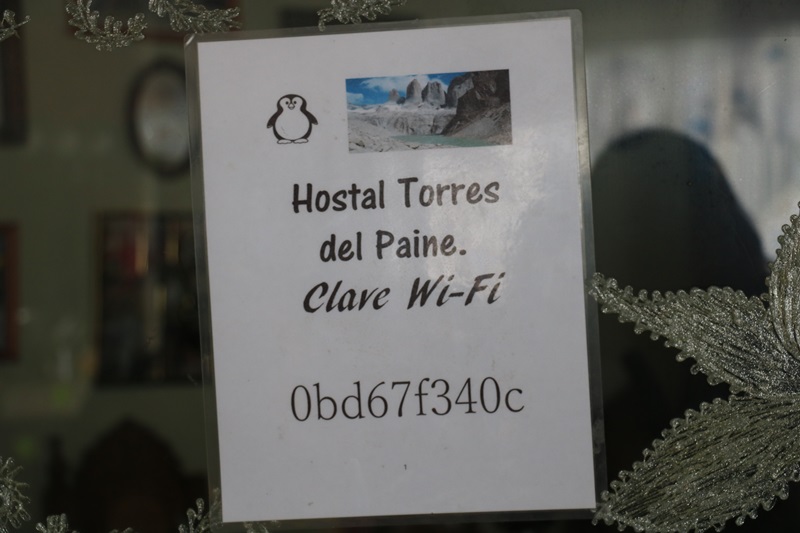 Hostal Torres
del Paine.
Clave Wi-Fi
0bd67f340c